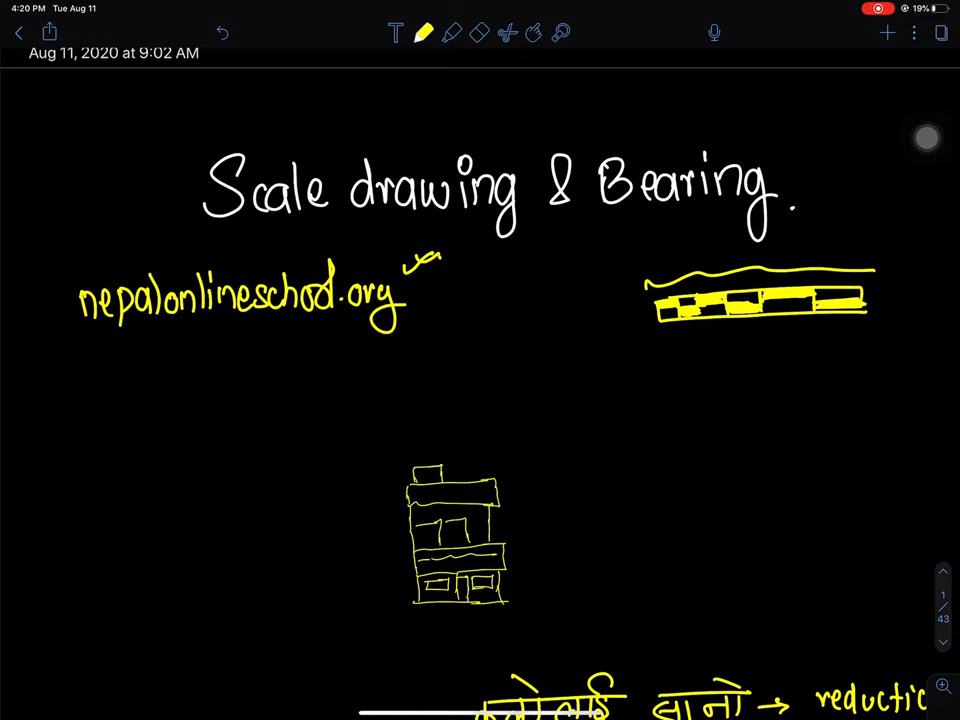 4:20 PM Tue Aug 11
19%
Aug 11, 2020 at 9:02 AM
Scale drawing & Bearing.
nepalonlineschool.org
1
/
43
→ reductic